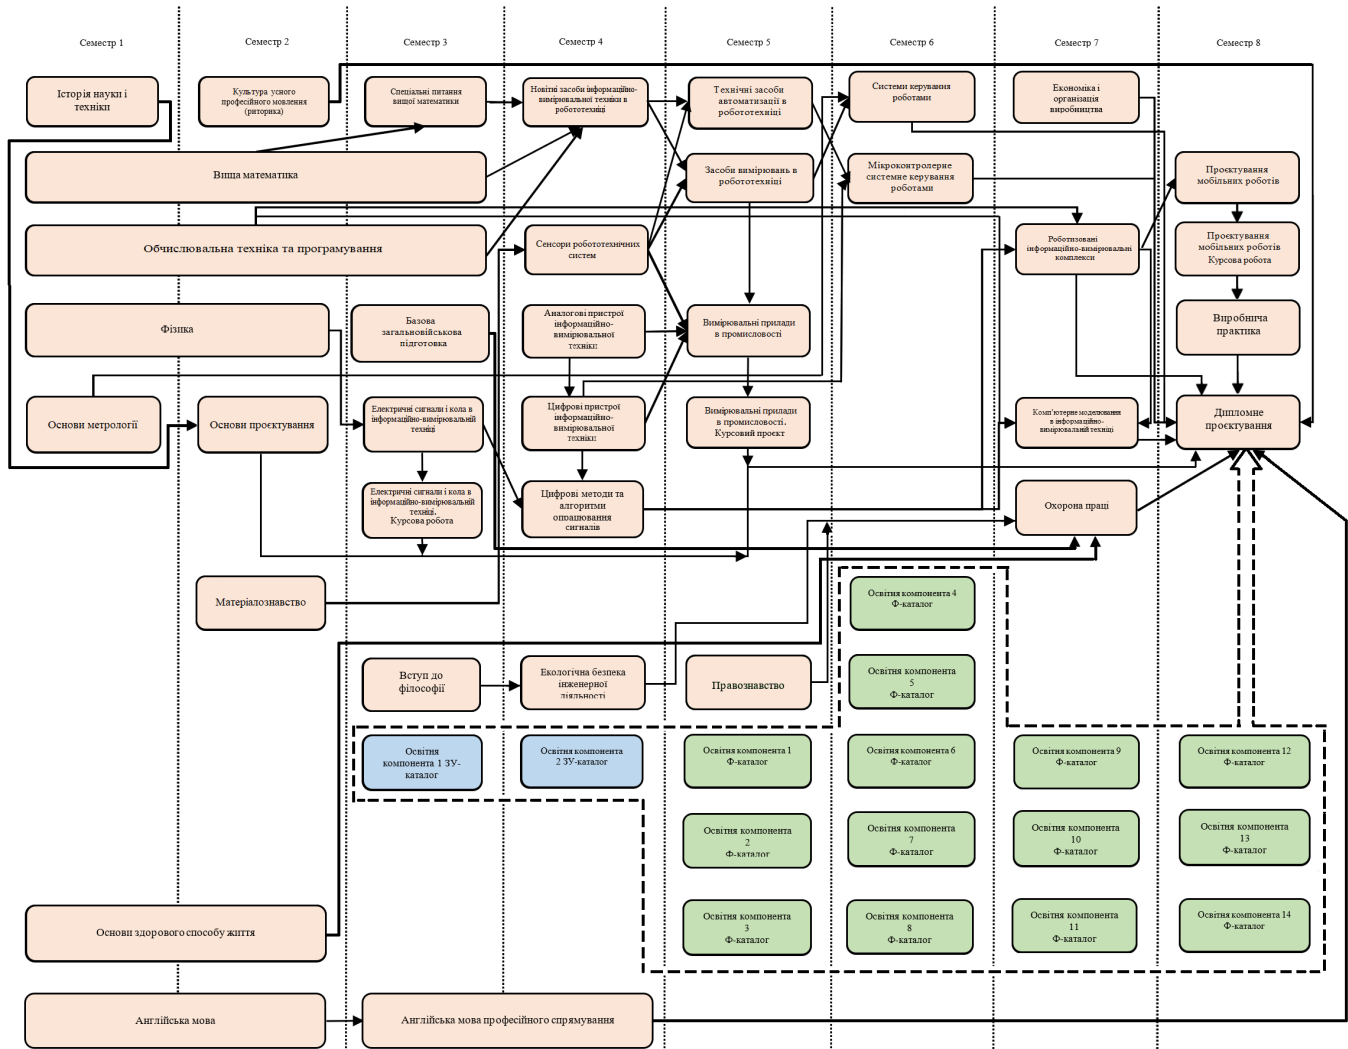 Семестр 1
Семестр 2
Семестр 3
Семестр 4
Семестр 5
Семестр 6
Семестр 7
Семестр 8
Історія науки і
техніки
Культура усного
професійного мовлення
(риторика)
Спеціальні питання
вищої математики
Новітні засоби інформаційно-
вимірювальної техніки в
робототехніці
Технічні засоби
автоматизації в
робототехніці
Системи керування
роботами
Економіка і
організація
виробництва
Вища математика
Засоби вимірювань в
робототехніці
Мікроконтролерне
системне керування
роботами
Проєктування
мобільних роботів
Обчислювальна техніка та програмування
Сенсори робототехнічних
систем
Роботизовані
інформаційно-вимірювальні
комплекси
Проєктування
мобільних роботів
Курсова робота
Фізика
Базова
загальновійськова
підготовка
Аналогові пристрої
інформаційно-
вимірювальної
техніки
Вимірювальні прилади
в промисловості
Виробнича
практика
Основи метрології
Основи проєктування
Електричні сигнали і кола в
інформаційно-вимірювальній
техніці
Цифрові пристрої
інформаційно-
вимірювальної
техніки
Вимірювальні прилади
в промисловості.
Курсовий проєкт
Комп'ютерне моделювання
в інформаційно-
вимірювальній техніці
Дипломне
проєктування
Електричні сигнали і кола в
інформаційно-вимірювальній
техніці.
Курсова робота
Цифрові методи та
алгоритми
опрацювання
сигналів
Охорона праці
Матеріалознавство
Освітня компонента 4
Ф-каталог
Вступ до
філософії
Екологічна безпека
інженерної
діяльності
Правознавство
Освітня компонента
5
Ф-каталог
Освітня
компонента 1 ЗУ-
каталог
Освітня компонента
2 ЗУ-каталог
Освітня компонента 1
Ф-каталог
Освітня компонента 6
Ф-каталог
Освітня компонента 9
Ф-каталог
Освітня компонента 12
Ф-каталог
Освітня компонента
2
Ф-каталог
Освітня компонента
7
Ф-каталог
Освітня компонента
10
Ф-каталог
Освітня компонента
13
Ф-каталог
Основи здорового способу життя
Освітня компонента
3
Ф-каталог
Освітня компонента
8
Ф-каталог
Освітня компонента
11
Ф-каталог
Освітня компонента 14
Ф-каталог
Англійська мова
Англійська мова професійного спрямування